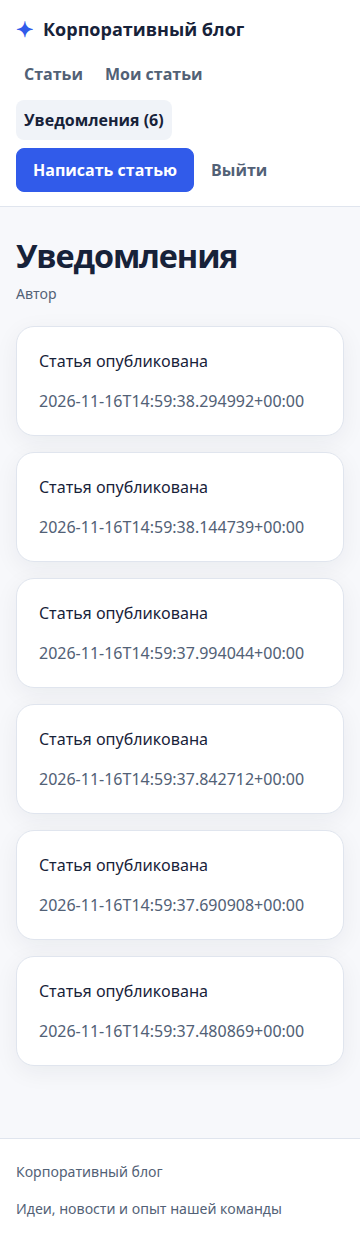 Корпоративный блог
Статьи Мои статьи
Уведомления (6)
Написать статью Выйти
Уведомления
Автор
Статья опубликована
2026-11-16T14:59:38.294992+00:00
Статья опубликована
2026-11-16T14:59:38.144739+00:00
Статья опубликована
2026-11-16T14:59:37.994044+00:00
Статья опубликована
2026-11-16T14:59:37.842712+00:00
Статья опубликована
2026-11-16T14:59:37.690908+00:00
Статья опубликована
2026-11-16T14:59:37.480869+00:00
Корпоративный блог
Идеи, новости и опыт нашей команды